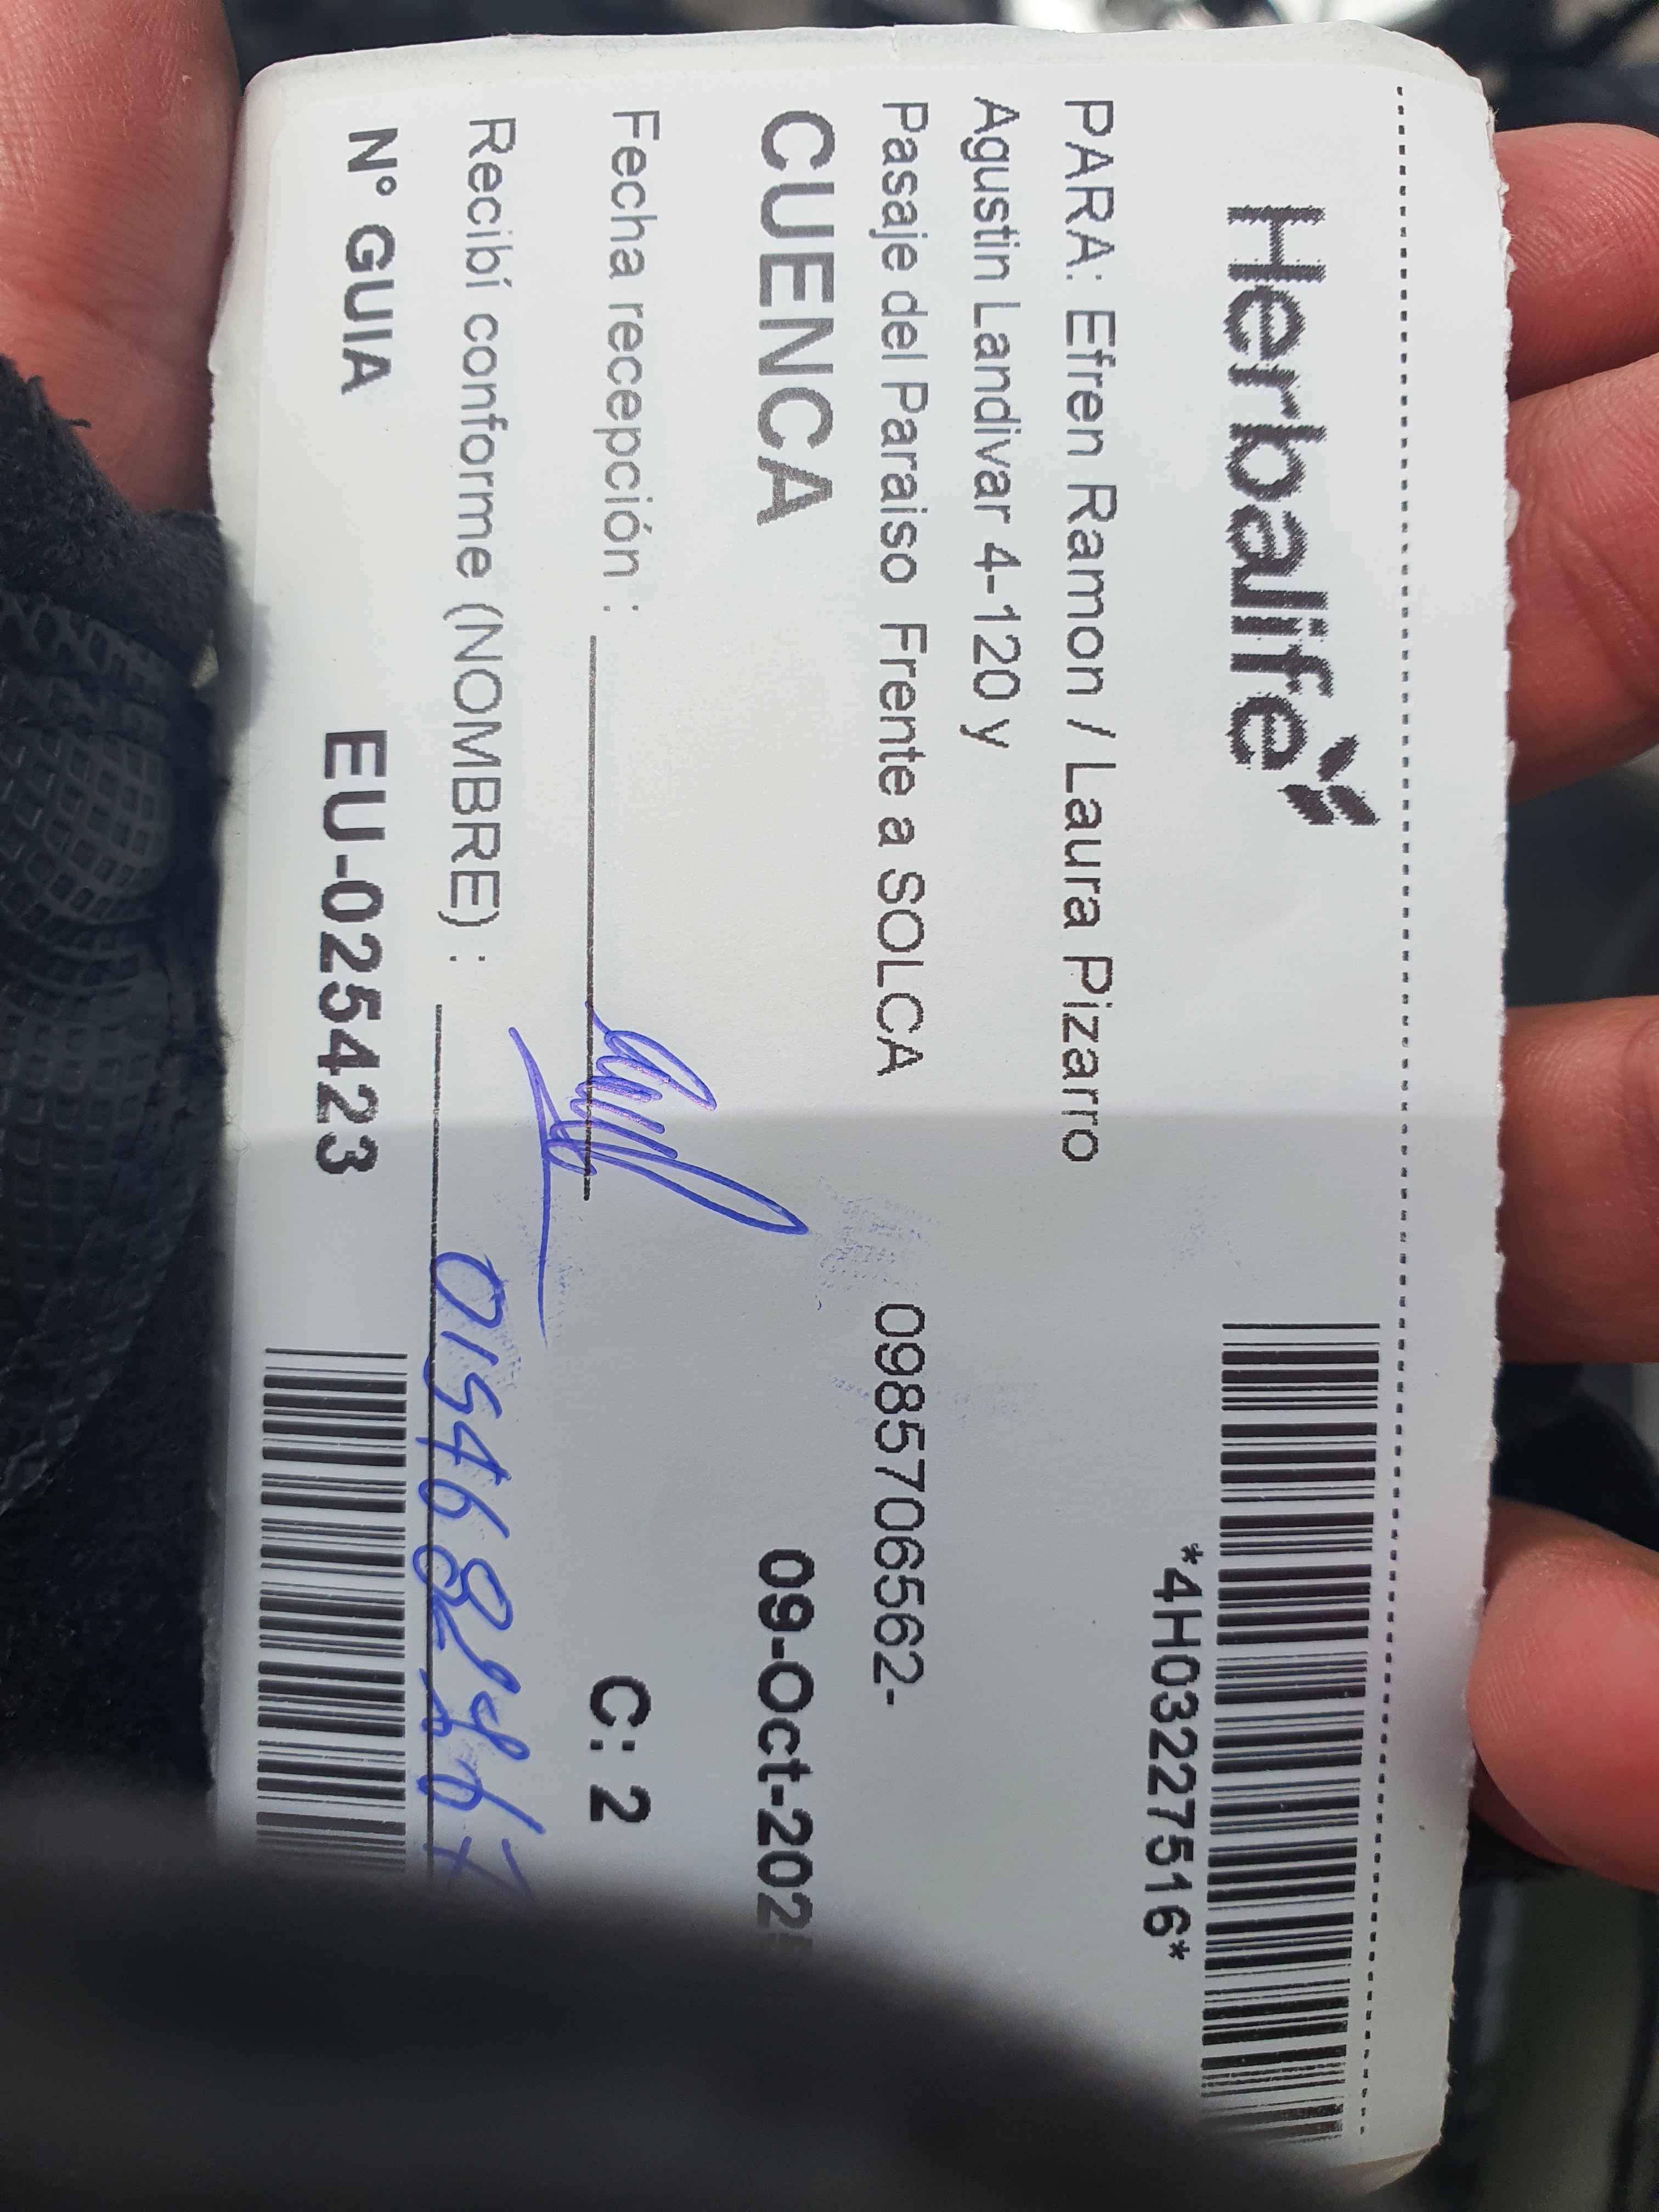 Herbalife
*4H03227516*
PARA: Efren Ramon / Laura Pizarro
Agustin Landivar 4-120 y
Pasaje del Paraiso Frente a SOLCA 0985706562-
CUENCA 09-Oct-202
Fecha recepción : C: 2
Recibí conforme (NOMBRE) :
N° GUIA EU-025423